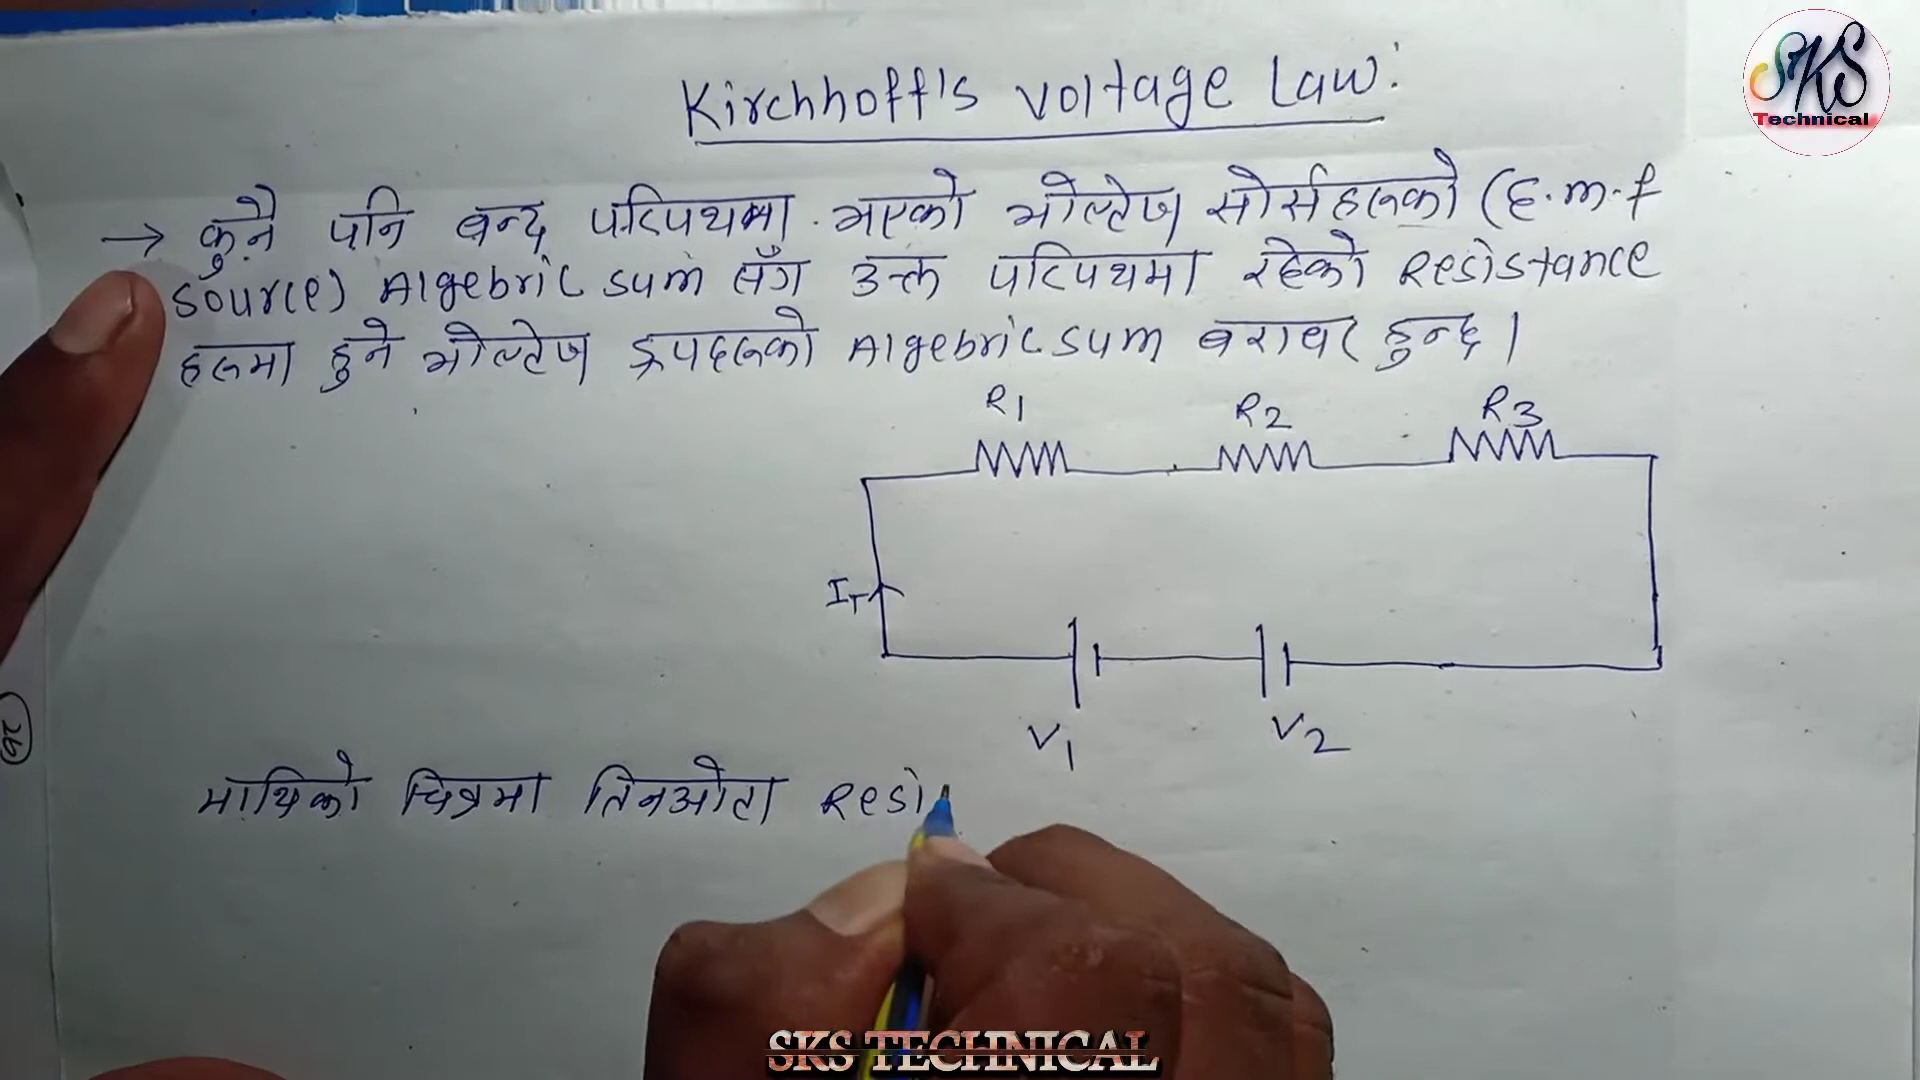 SKS
Technical
Kirchhoff's voltage Law:
→ कुनै पनि बन्द परिपथमा भएको भोल्टेज सोर्सहरुको (E.m.f
source) Algebric sum सँग उक्त परिपथमा रहेको Resistance
हरुमा हुने भोल्टेज ड्रपहरुको Algebric sum बराबर हुन्छ।
R1 R2 R3
IT
V1 V2
माथिको चित्रमा तिनओटा Resi
SKS TECHNICAL